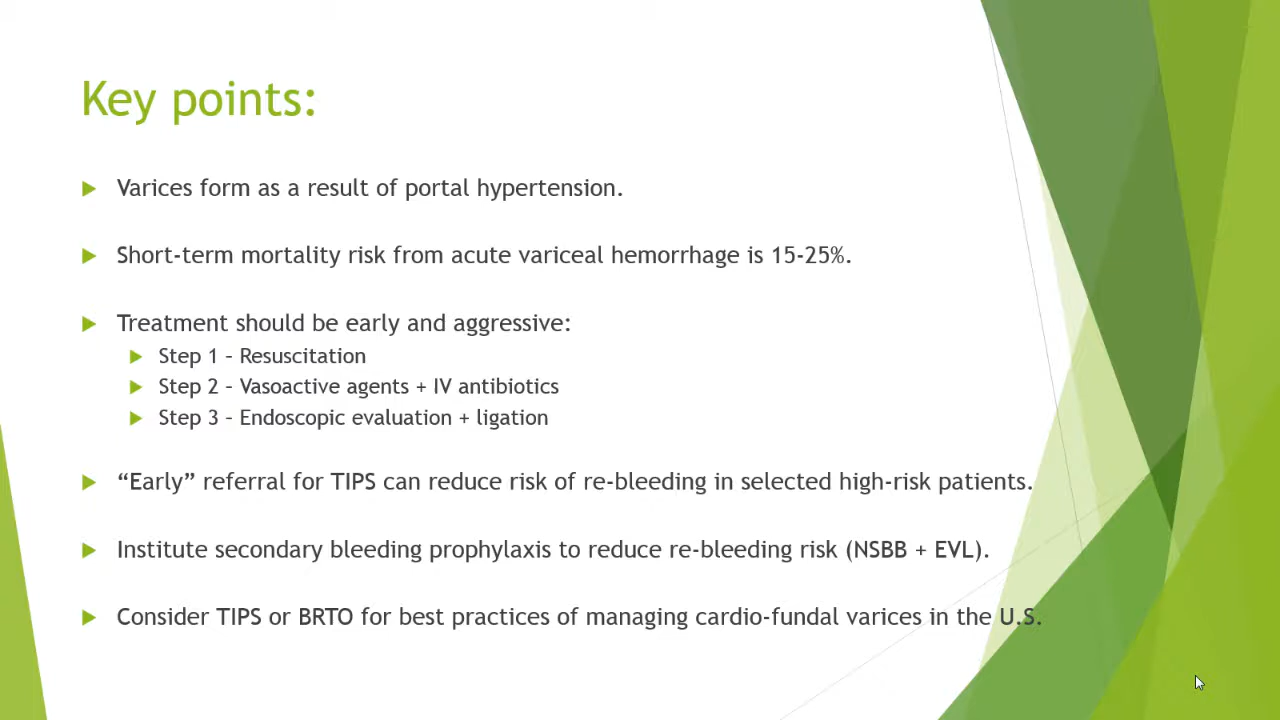 Key points:
Varices form as a result of portal hypertension.
Short-term mortality risk from acute variceal hemorrhage is 15-25%.
Treatment should be early and aggressive:
Step 1 – Resuscitation
Step 2 – Vasoactive agents + IV antibiotics
Step 3 – Endoscopic evaluation + ligation
“Early” referral for TIPS can reduce risk of re-bleeding in selected high-risk patients.
Institute secondary bleeding prophylaxis to reduce re-bleeding risk (NSBB + EVL).
Consider TIPS or BRTO for best practices of managing cardio-fundal varices in the U.S.